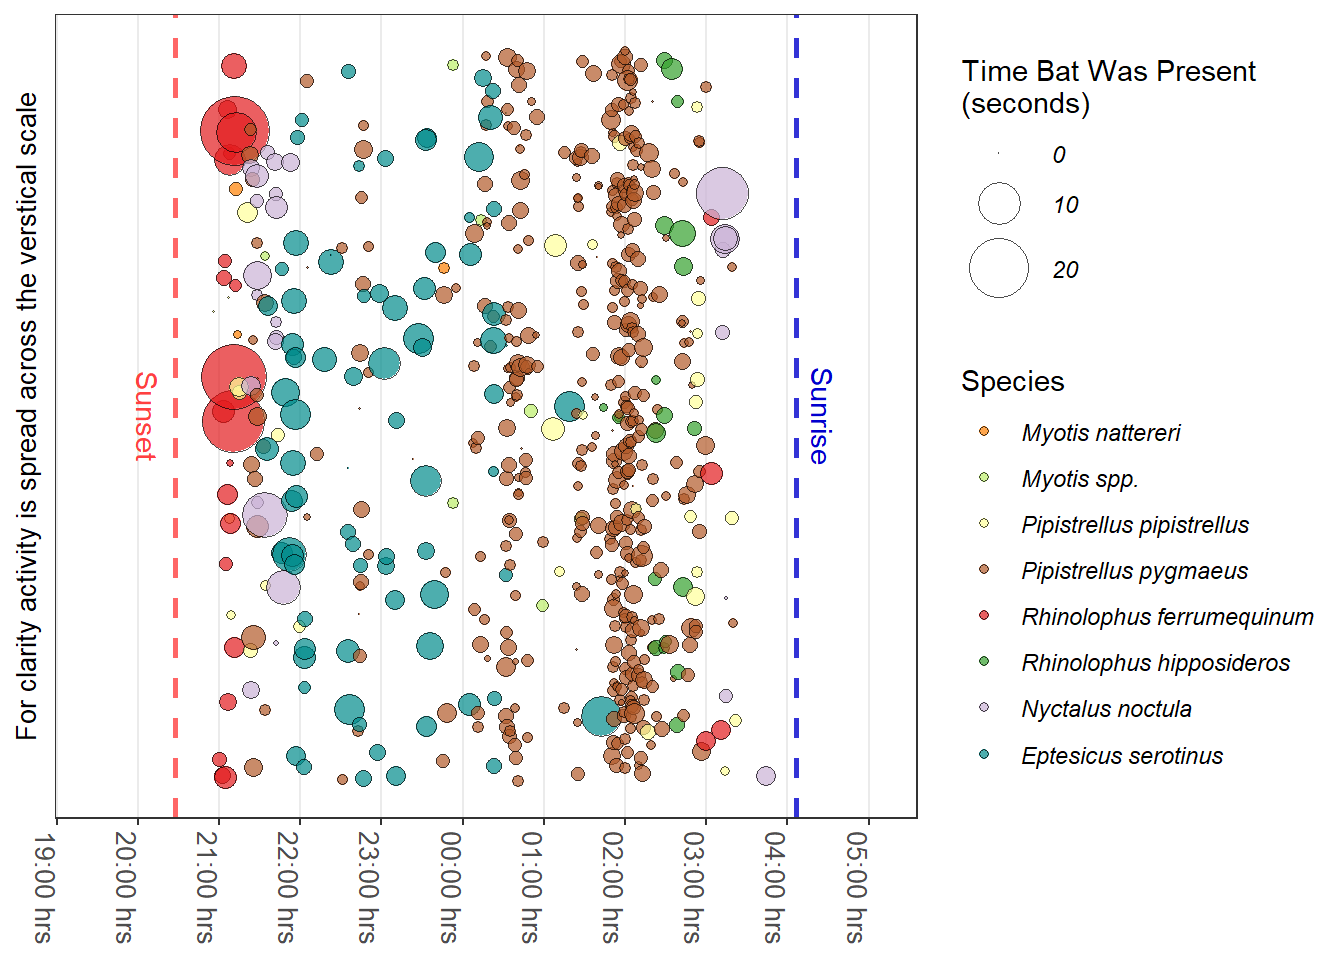 For clarity activity is spread across the verstical scale
Sunset
Sunrise
19:00 hrs
20:00 hrs
21:00 hrs
22:00 hrs
23:00 hrs
00:00 hrs
01:00 hrs
02:00 hrs
03:00 hrs
04:00 hrs
05:00 hrs
Time Bat Was Present
(seconds)
0
10
20
Species
Myotis nattereri
Myotis spp.
Pipistrellus pipistrellus
Pipistrellus pygmaeus
Rhinolophus ferrumequinum
Rhinolophus hipposideros
Nyctalus noctula
Eptesicus serotinus